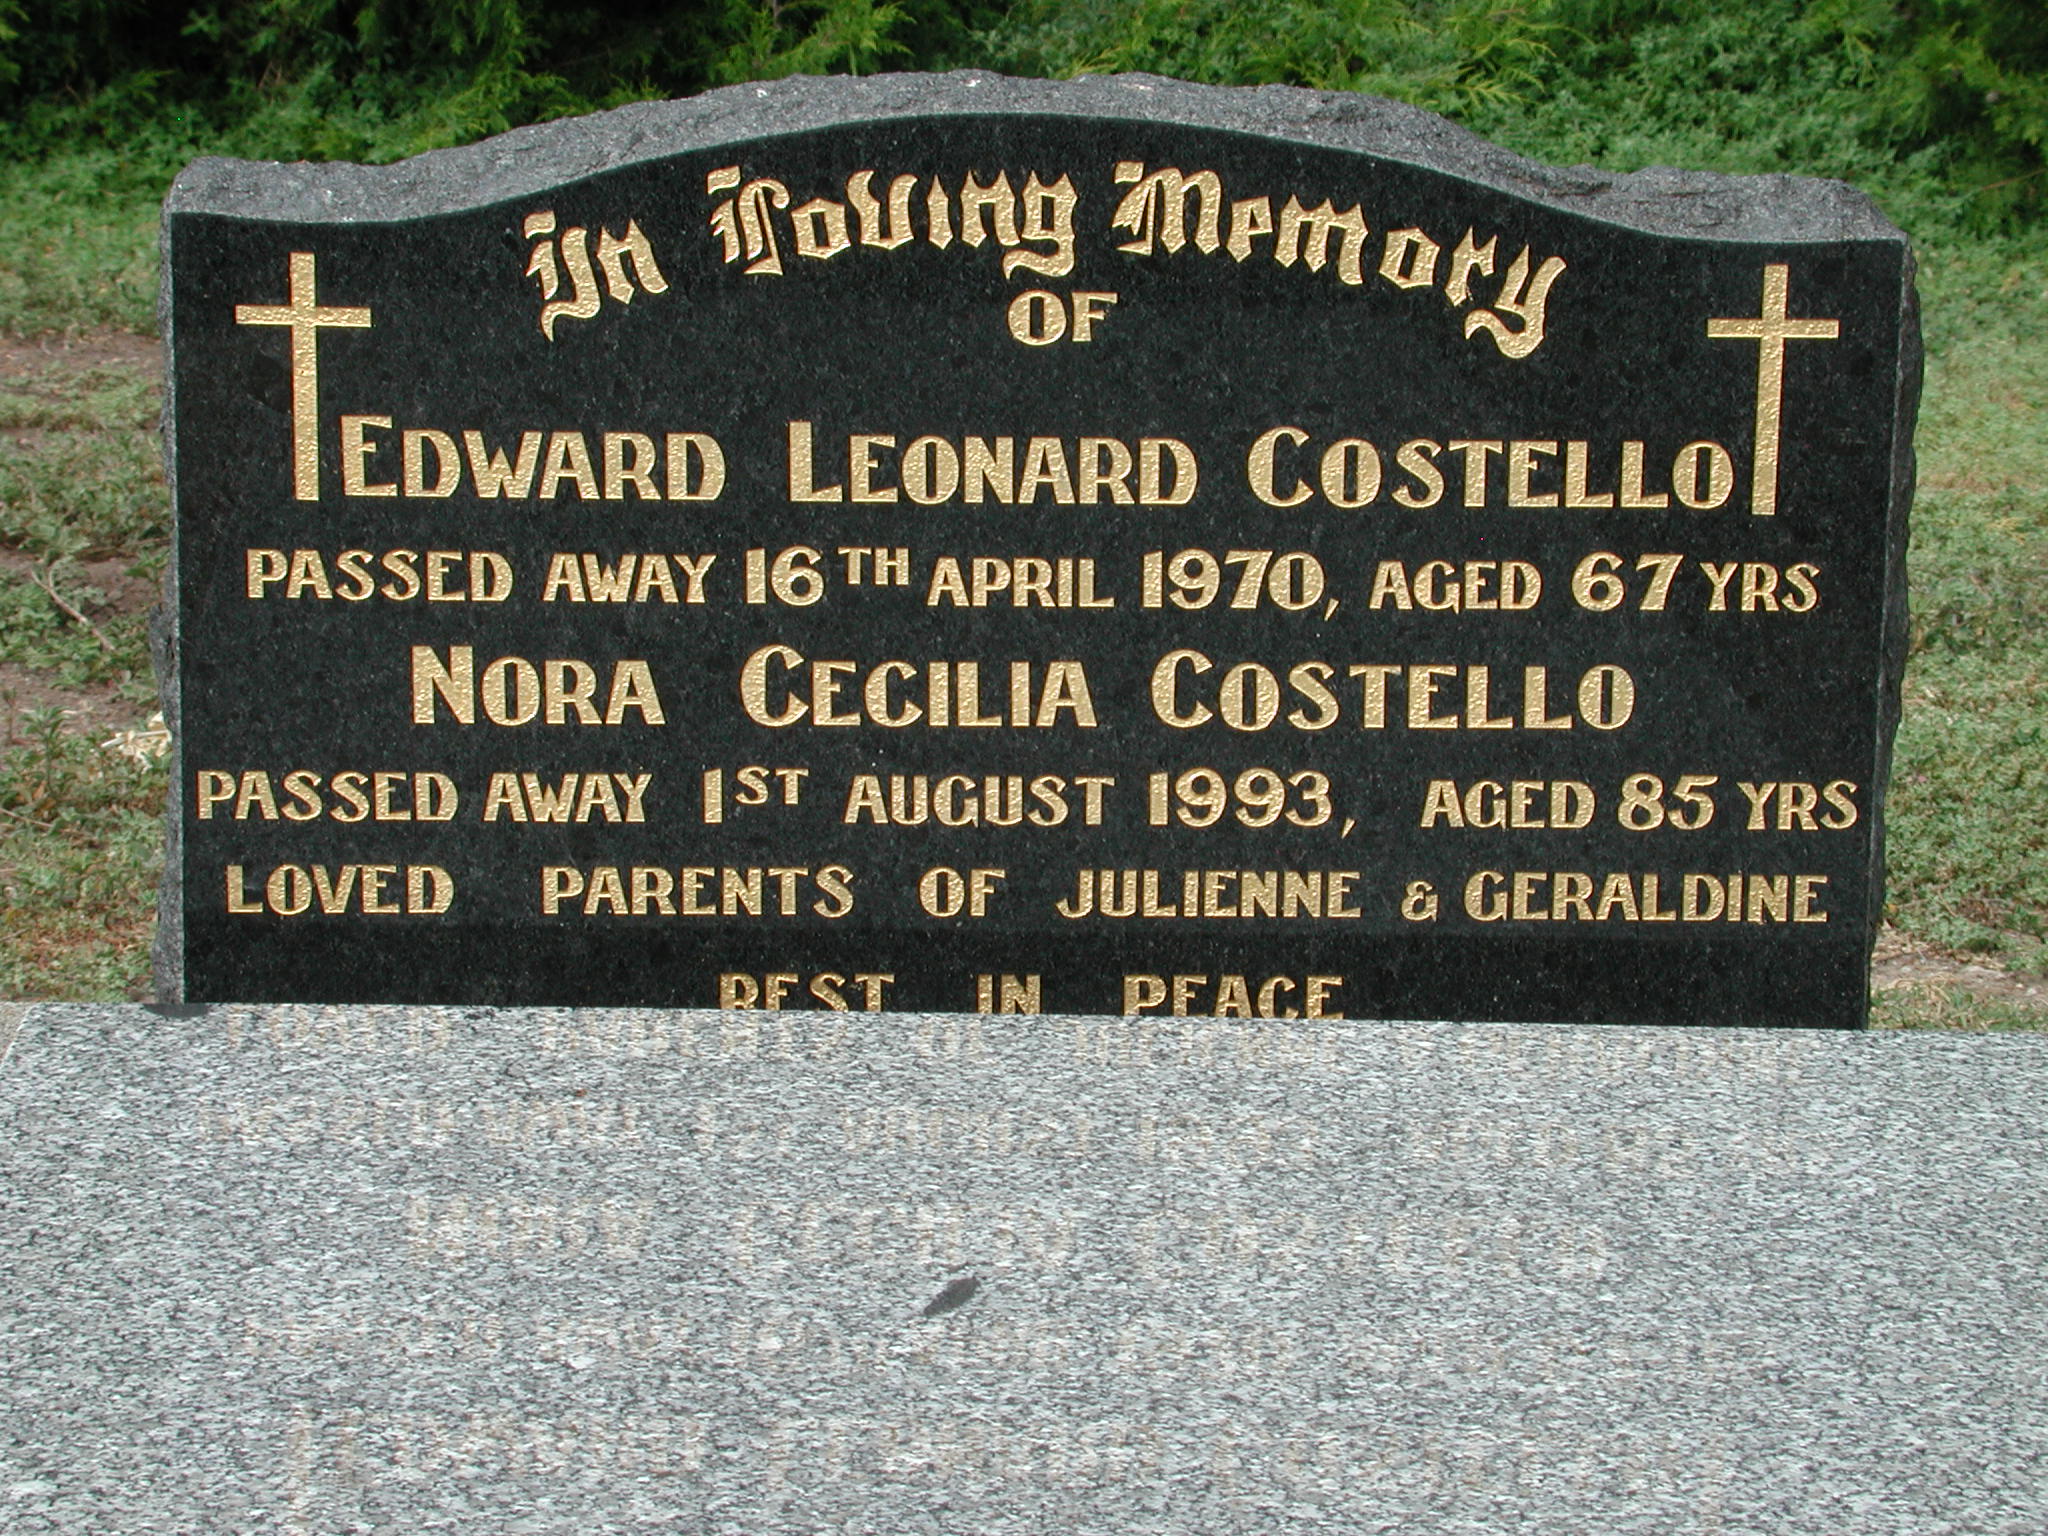 In Loving Memory
OF
EDWARD LEONARD COSTELLO
PASSED AWAY 16TH APRIL 1970, AGED 67 YRS
NORA CECILIA COSTELLO
PASSED AWAY 1ST AUGUST 1993, AGED 85 YRS
LOVED PARENTS OF JULIENNE & GERALDINE
REST IN PEACE